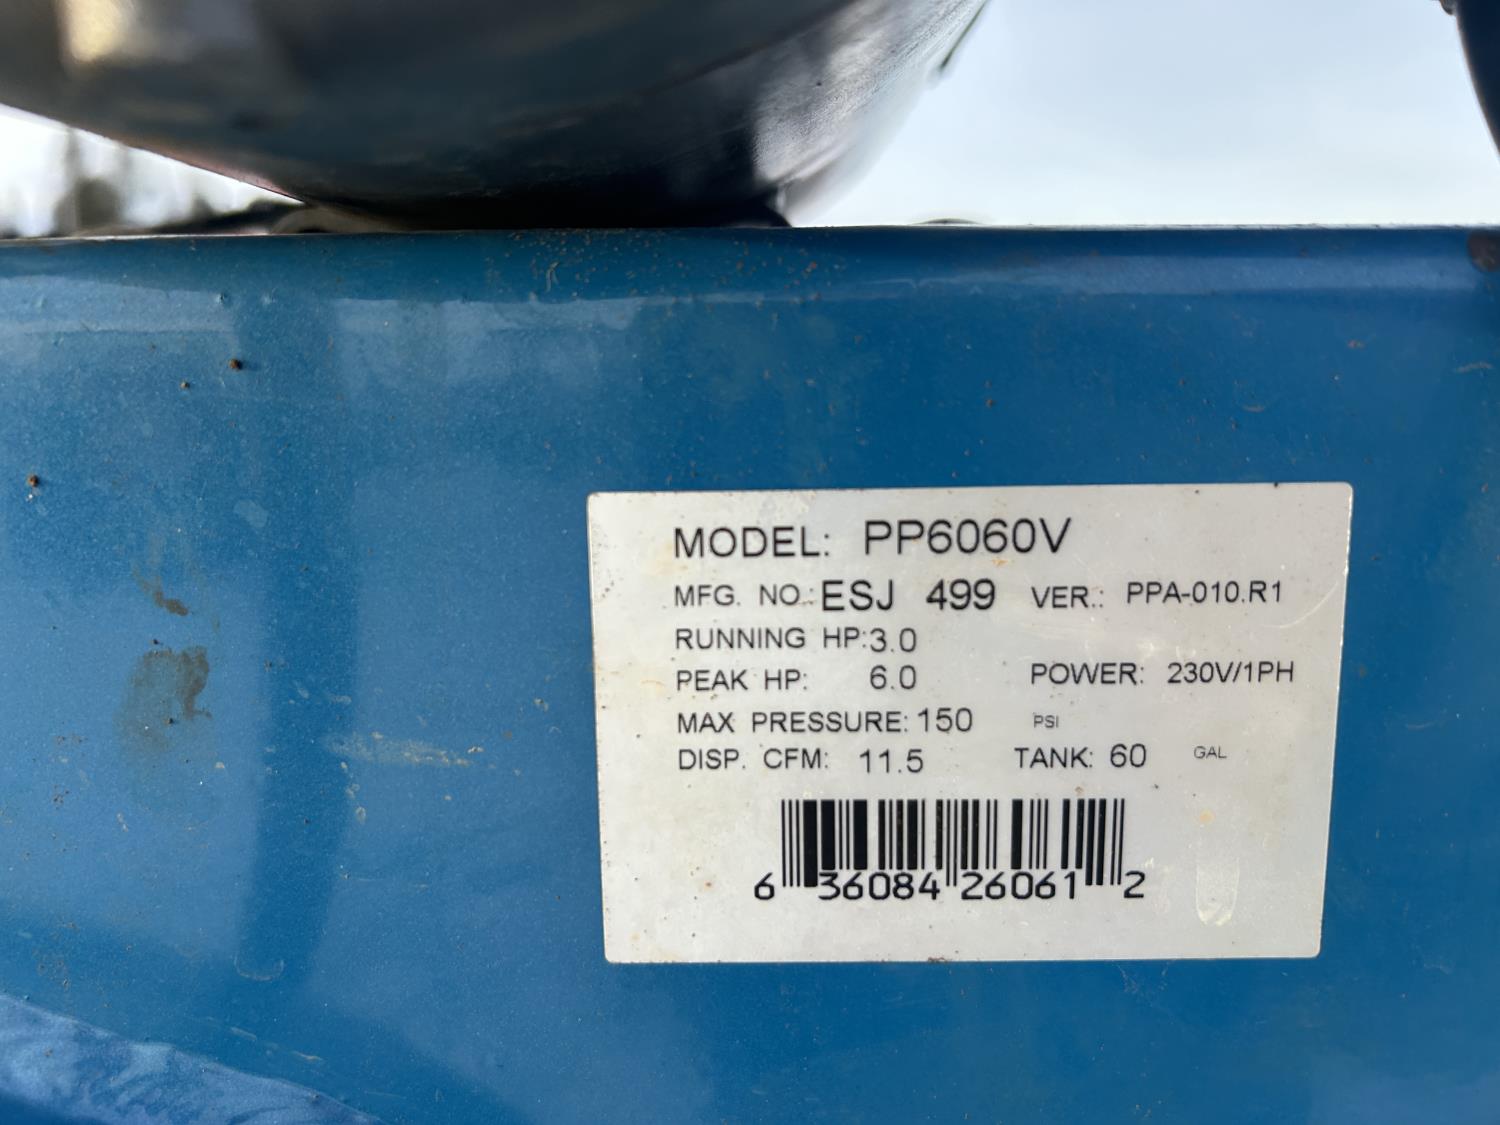 MODEL: PP6060V
MFG. NO.: ESJ 499 VER.: PPA-010.R1
RUNNING HP: 3.0
PEAK HP: 6.0 POWER: 230V/1PH
MAX PRESSURE: 150 PSI
DISP. CFM: 11.5 TANK: 60 GAL
6 36084 26061 2